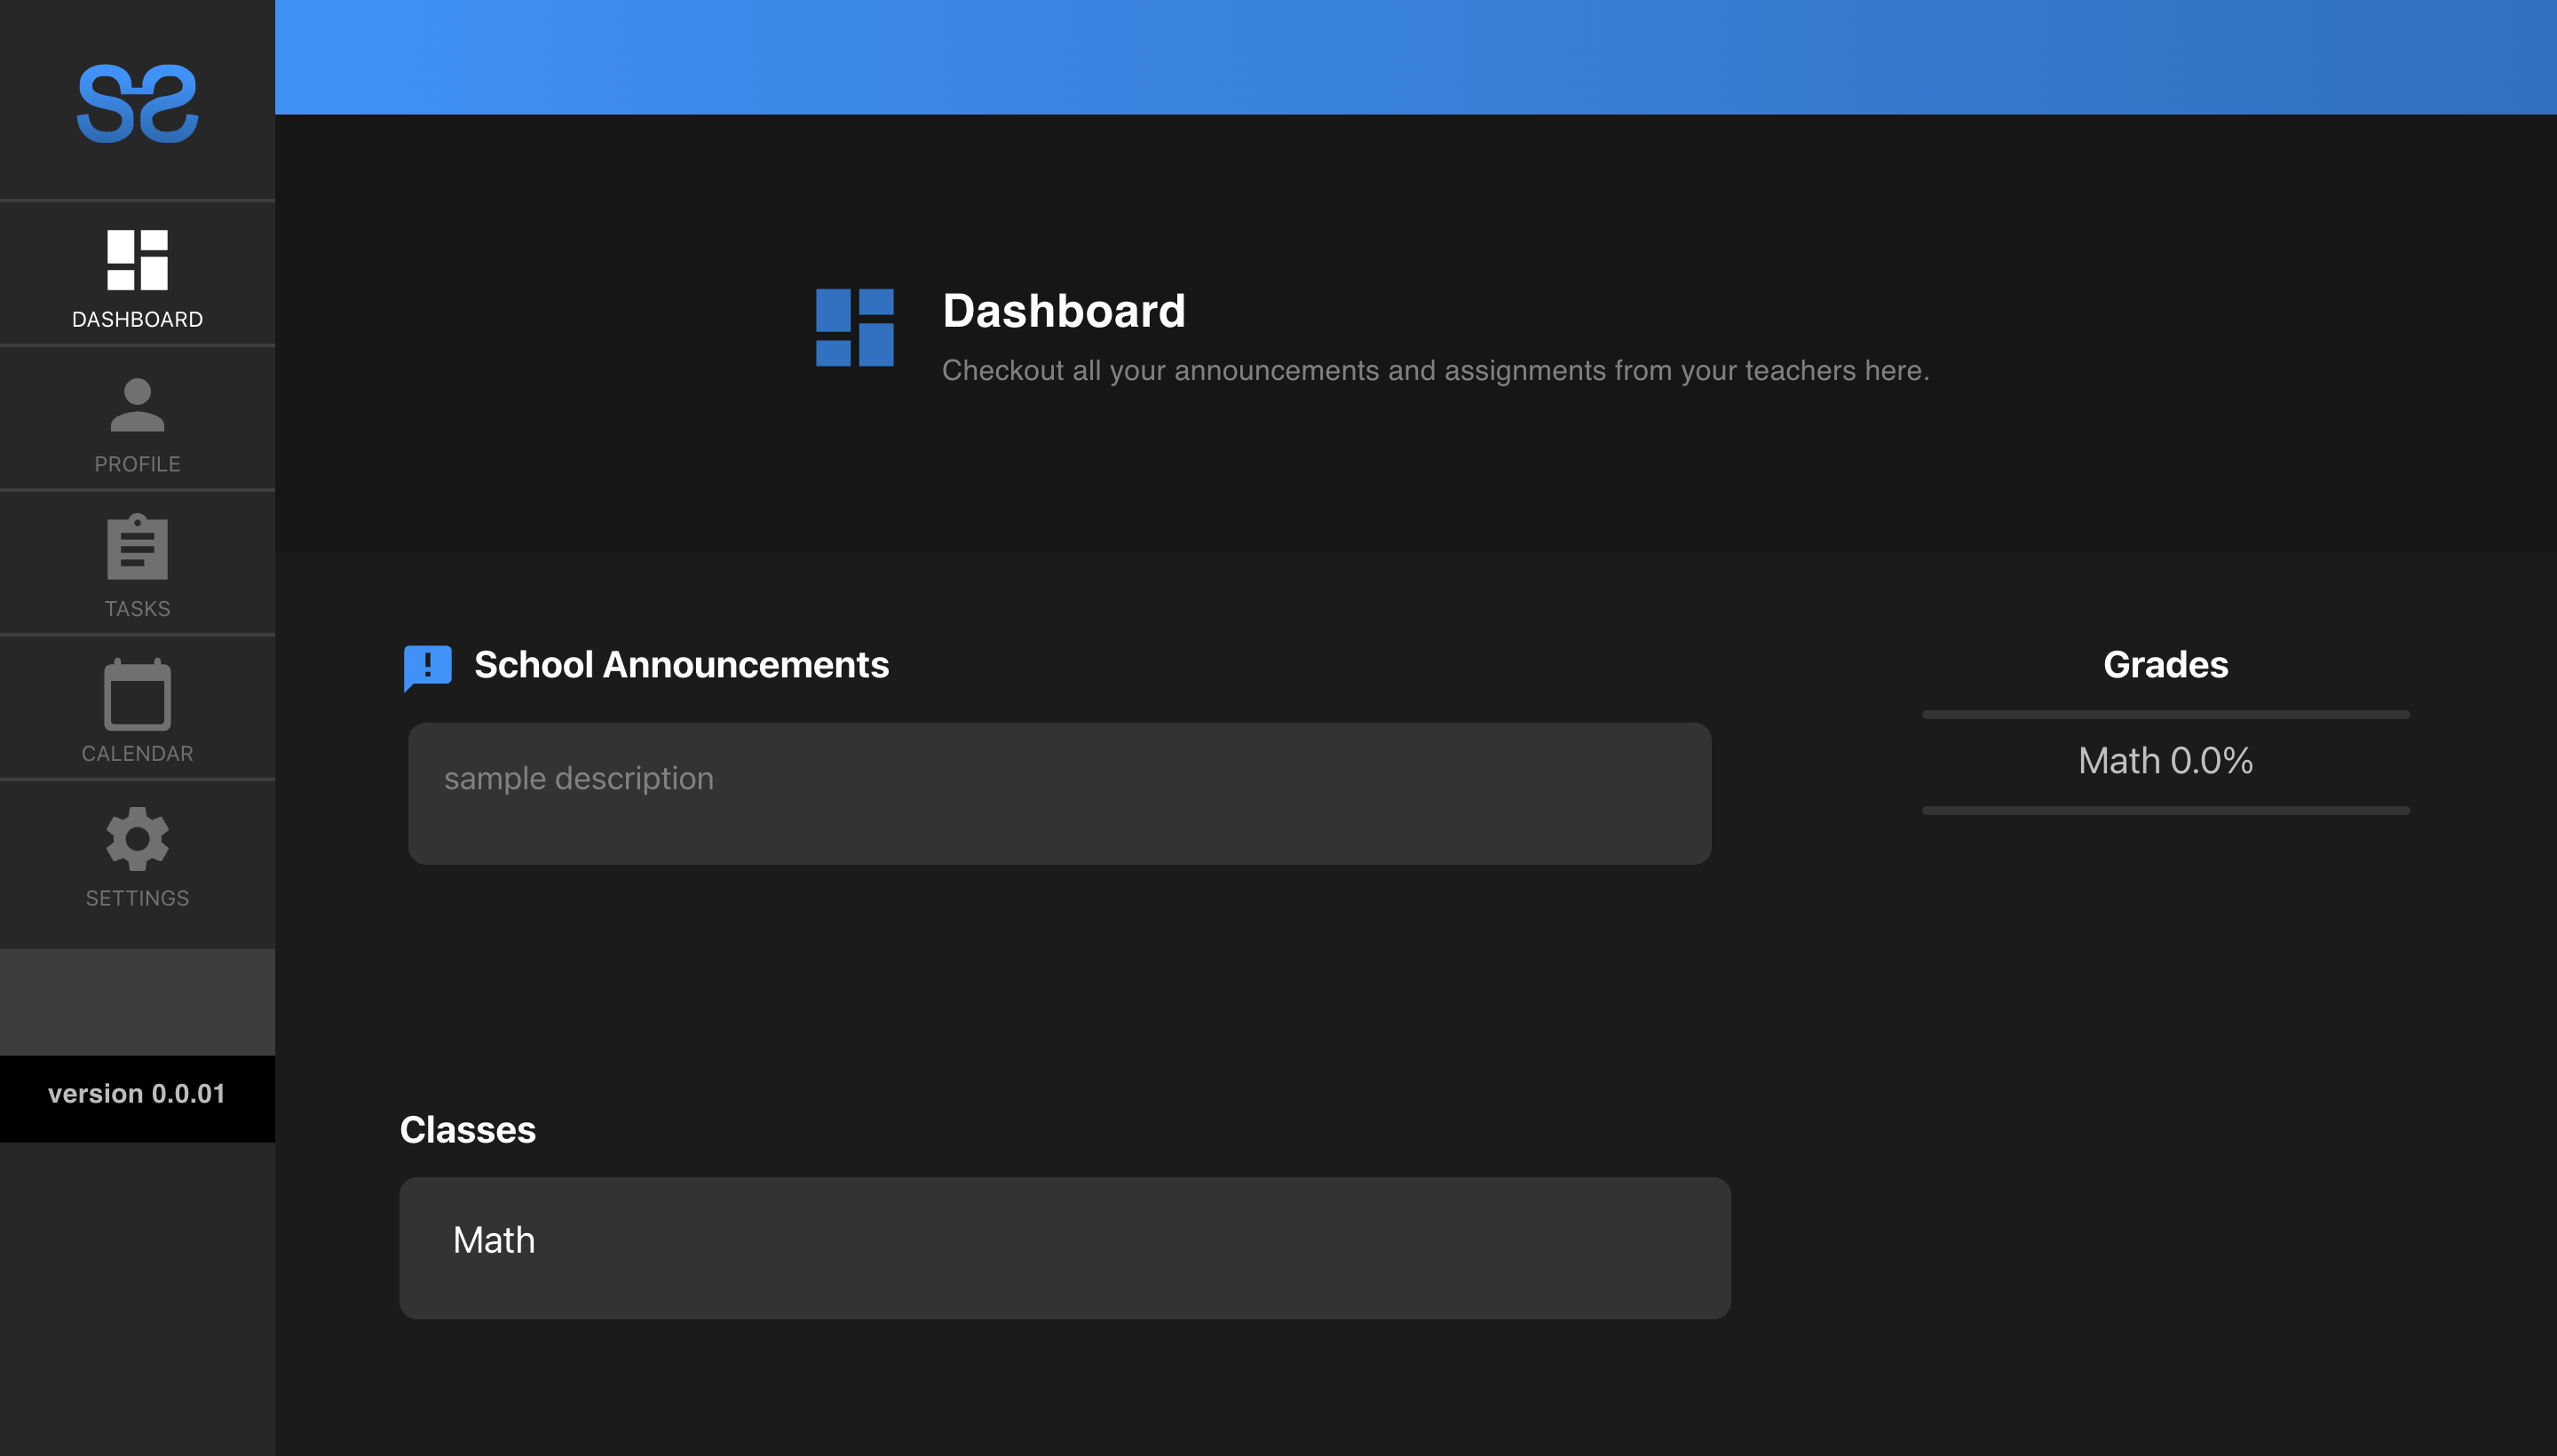 DASHBOARD
PROFILE
TASKS
CALENDAR
SETTINGS
version 0.0.01
Dashboard
Checkout all your announcements and assignments from your teachers here.
School Announcements
sample description
Grades
Math 0.0%
Classes
Math